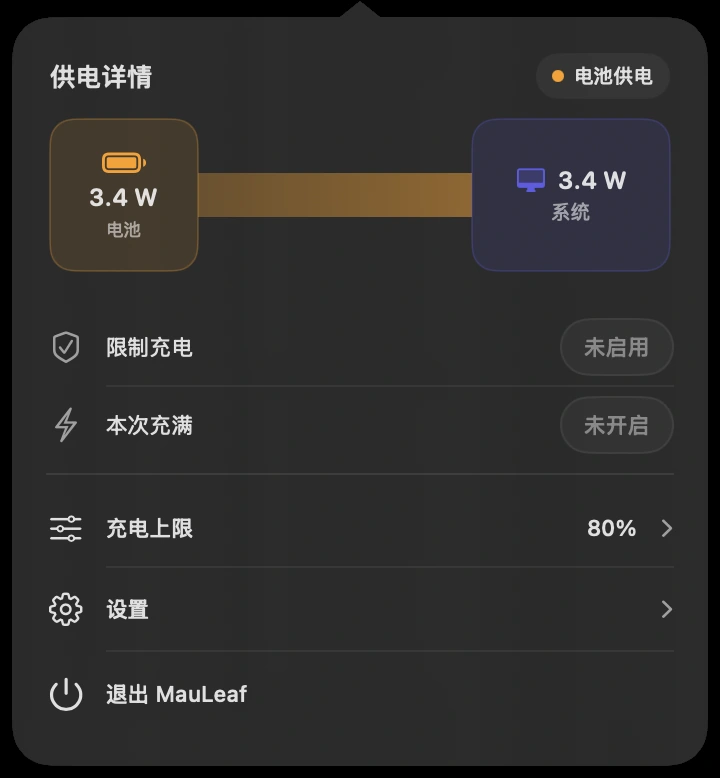 供电详情
电池供电
3.4 W
电池
3.4 W
系统
限制充电
未启用
本次充满
未开启
充电上限
80%
设置
退出 MauLeaf